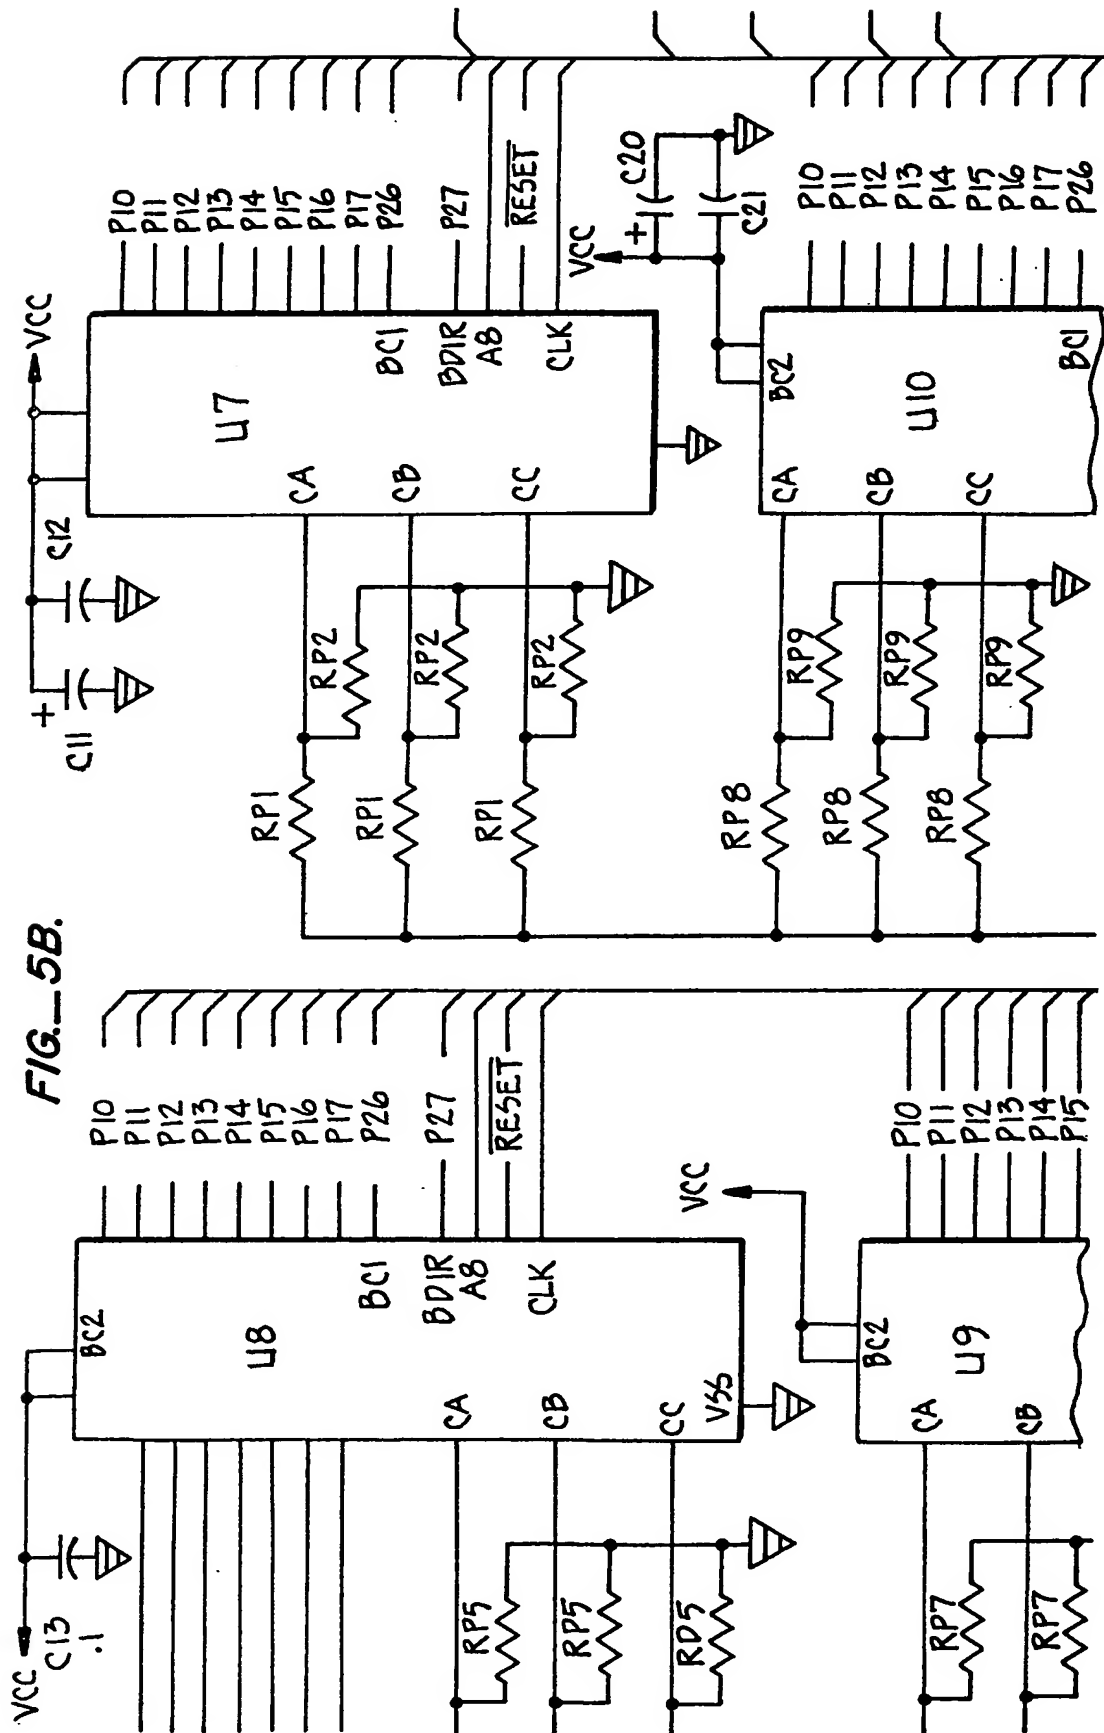 FIG._5B.
VCC
C11
+
C12
U7
CA
CB
CC
BC1
BDIR
A8
CLK
P10
P11
P12
P13
P14
P15
P16
P17
P26
P27
RESET
RP1
RP1
RP1
RP2
RP2
RP2
VCC
+
C20
C21
BC2
U10
CA
CB
CC
BC1
P10
P11
P12
P13
P14
P15
P16
P17
P26
RP8
RP8
RP8
RP9
RP9
RP9
VCC
C13
.1
BC2
U8
CA
CB
CC
VSS
BC1
BDIR
A8
CLK
P10
P11
P12
P13
P14
P15
P16
P17
P26
P27
RESET
RP5
RP5
RD5
VCC
BC2
U9
CA
CB
P10
P11
P12
P13
P14
P15
RP7
RP7